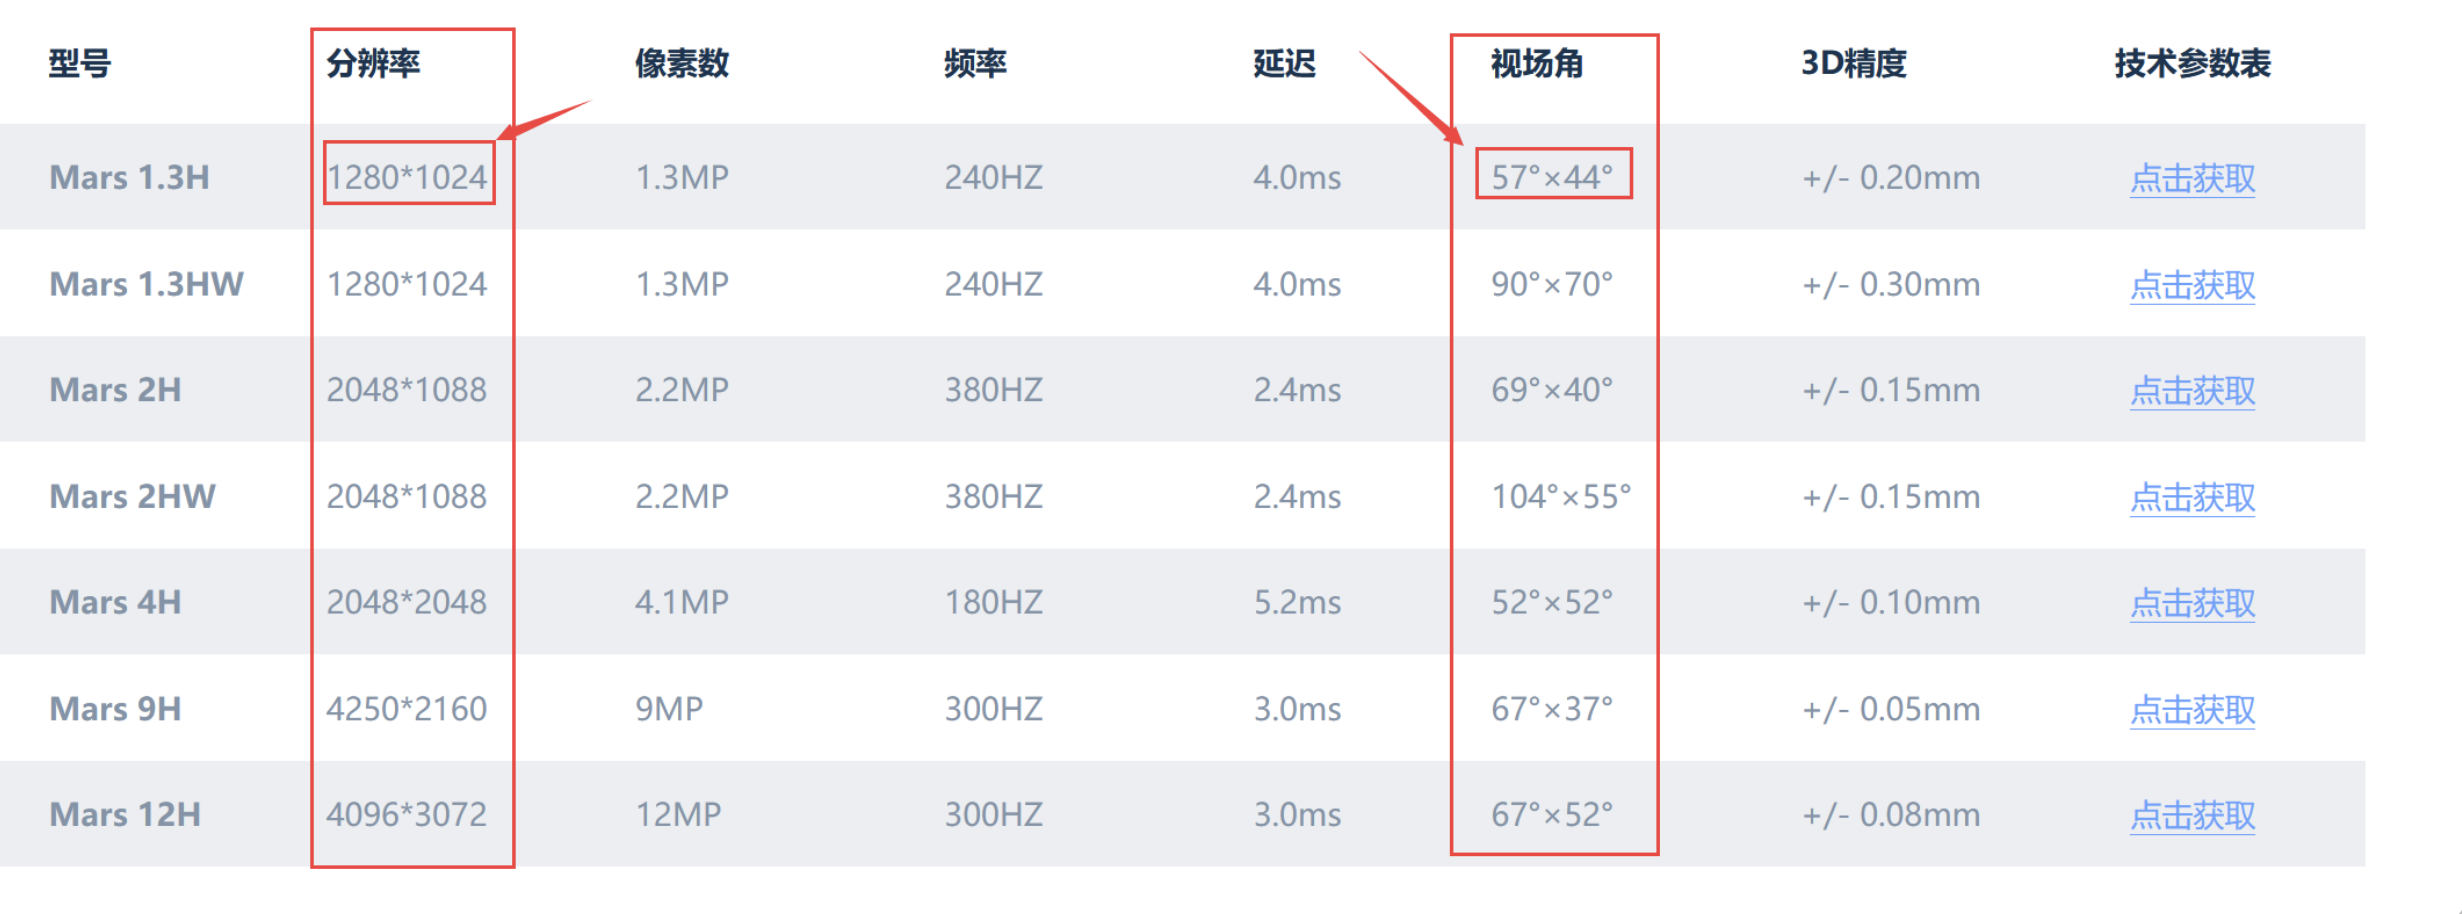 型号 分辨率 像素数 频率 延迟 视场角 3D精度 技术参数表
Mars 1.3H 1280*1024 1.3MP 240HZ 4.0ms 57°×44° +/- 0.20mm 点击获取
Mars 1.3HW 1280*1024 1.3MP 240HZ 4.0ms 90°×70° +/- 0.30mm 点击获取
Mars 2H 2048*1088 2.2MP 380HZ 2.4ms 69°×40° +/- 0.15mm 点击获取
Mars 2HW 2048*1088 2.2MP 380HZ 2.4ms 104°×55° +/- 0.15mm 点击获取
Mars 4H 2048*2048 4.1MP 180HZ 5.2ms 52°×52° +/- 0.10mm 点击获取
Mars 9H 4250*2160 9MP 300HZ 3.0ms 67°×37° +/- 0.05mm 点击获取
Mars 12H 4096*3072 12MP 300HZ 3.0ms 67°×52° +/- 0.08mm 点击获取